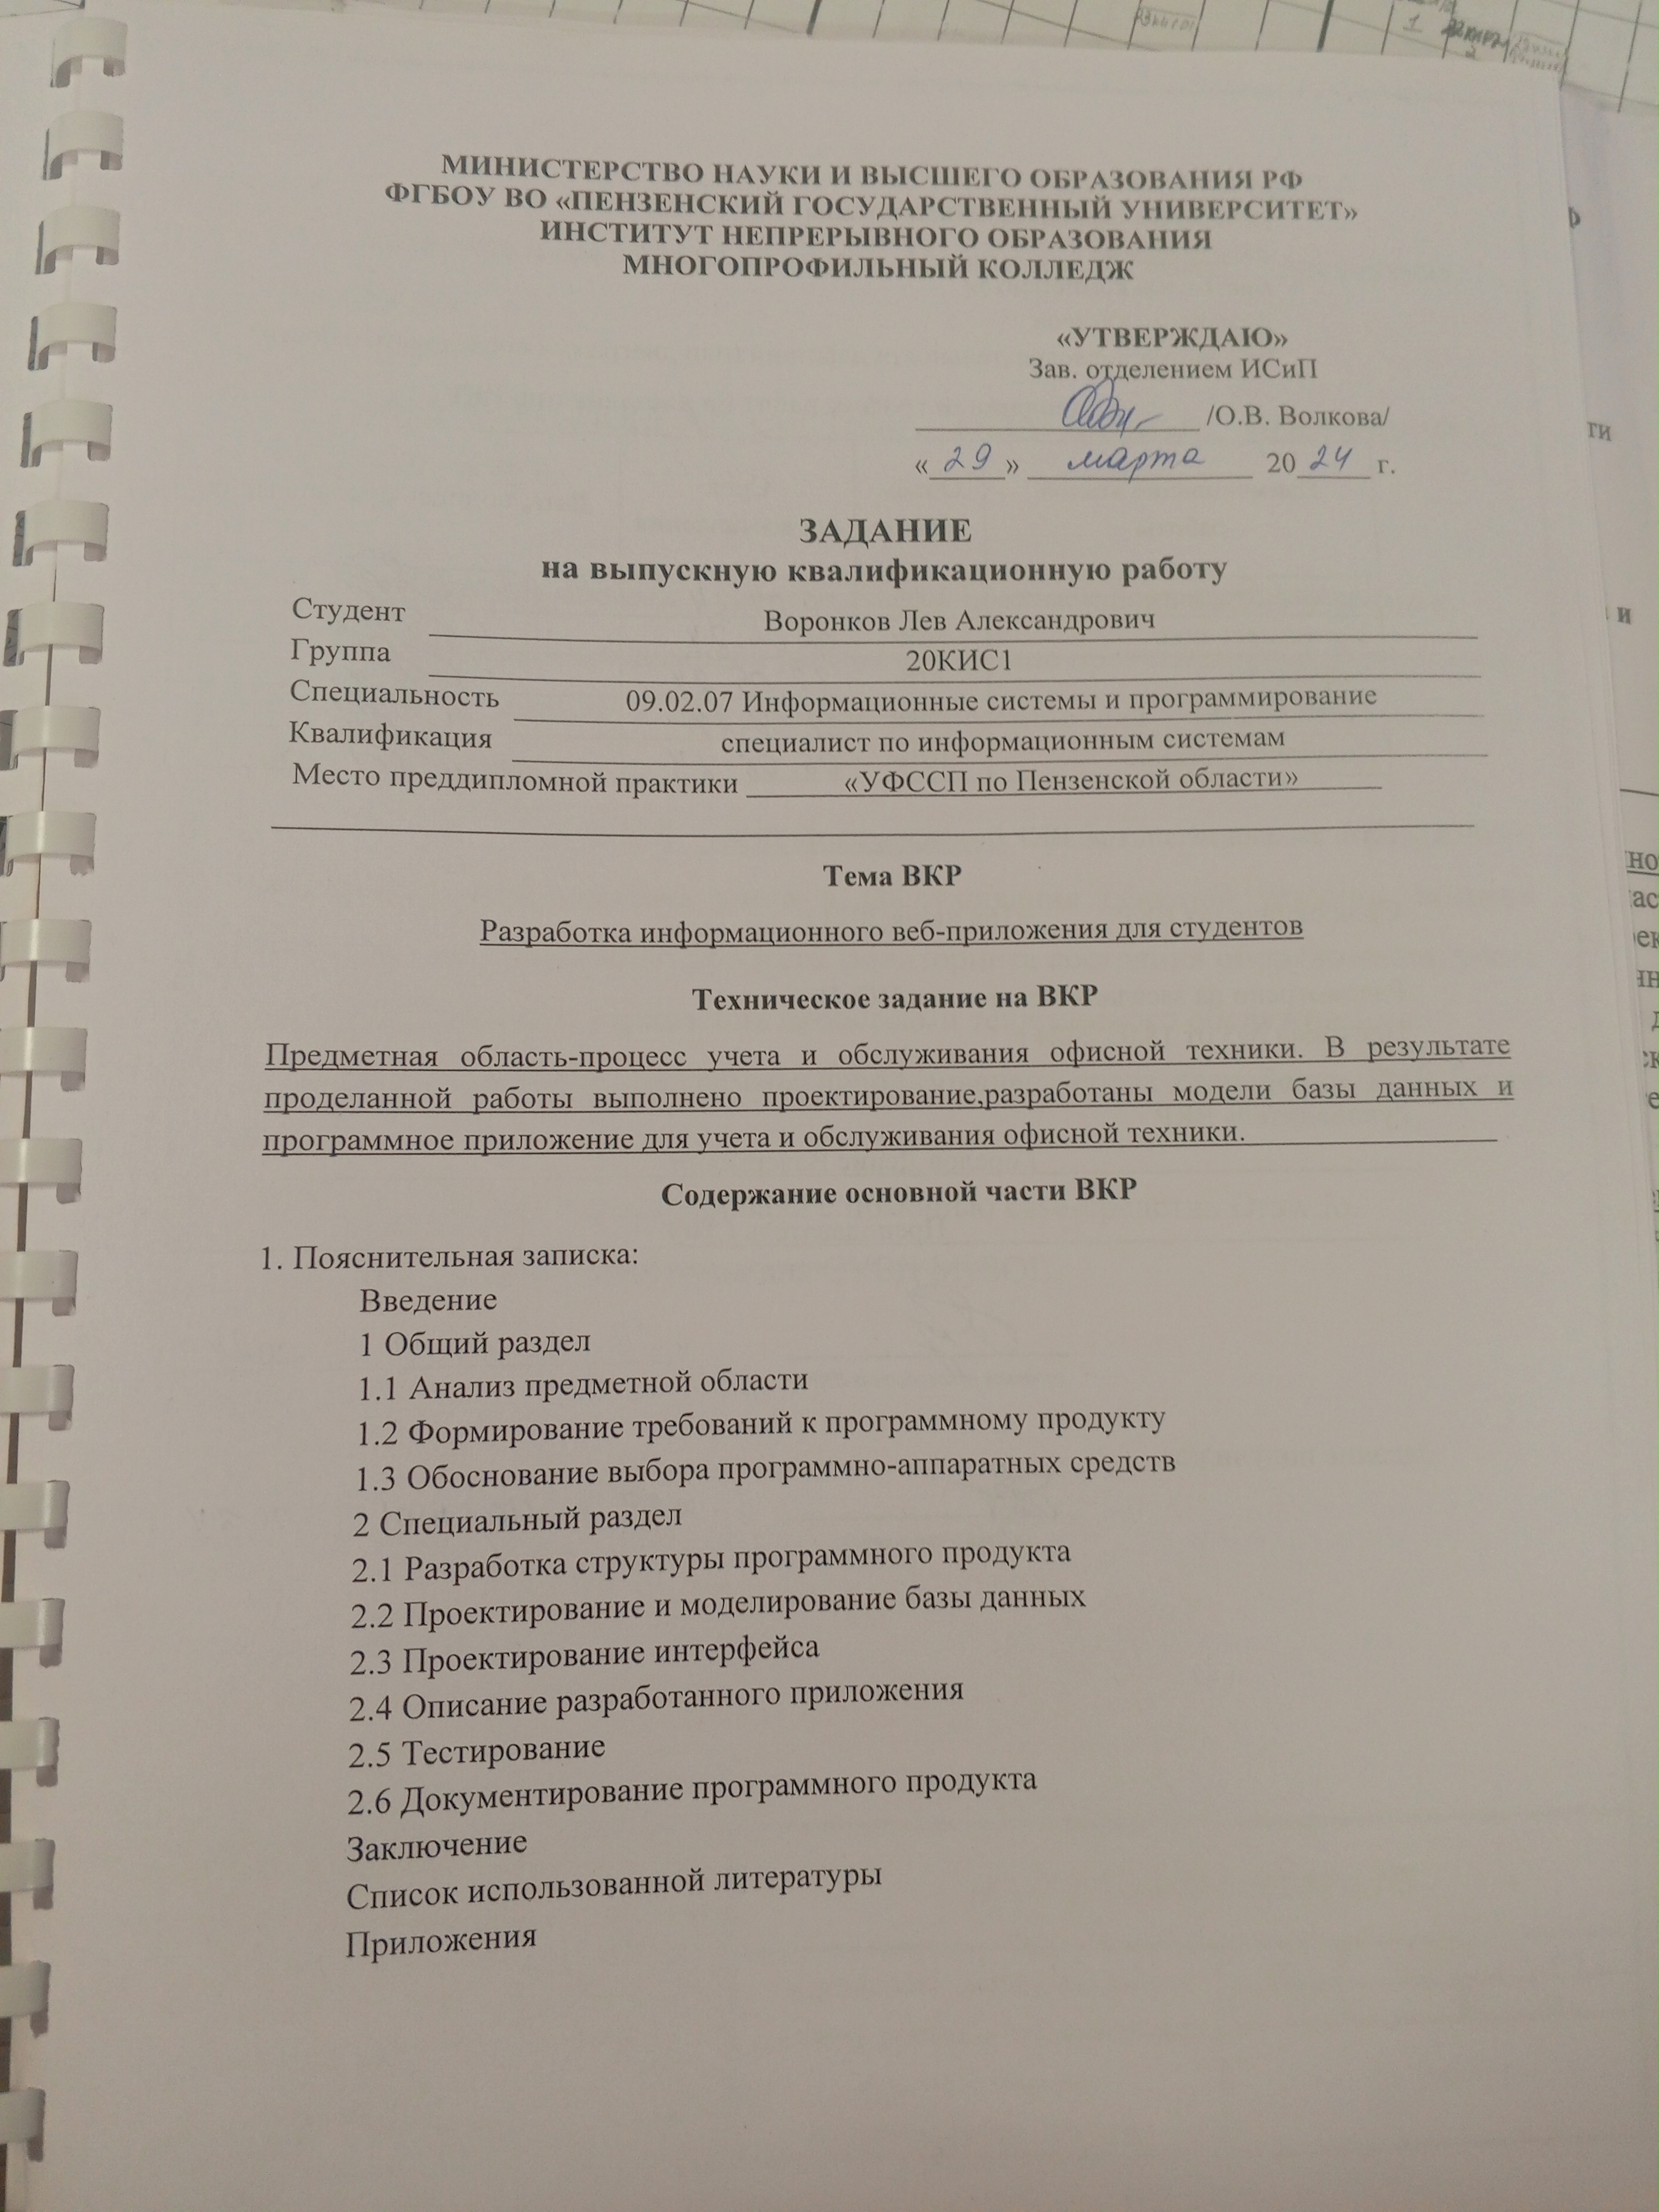 МИНИСТЕРСТВО НАУКИ И ВЫСШЕГО ОБРАЗОВАНИЯ РФ
ФГБОУ ВО «ПЕНЗЕНСКИЙ ГОСУДАРСТВЕННЫЙ УНИВЕРСИТЕТ»
ИНСТИТУТ НЕПРЕРЫВНОГО ОБРАЗОВАНИЯ
МНОГОПРОФИЛЬНЫЙ КОЛЛЕДЖ
«УТВЕРЖДАЮ»
Зав. отделением ИСиП
/О.В. Волкова/
« 29 » марта 20 24 г.
ЗАДАНИЕ
на выпускную квалификационную работу
Студент Воронков Лев Александрович
Группа 20КИС1
Специальность 09.02.07 Информационные системы и программирование
Квалификация специалист по информационным системам
Место преддипломной практики «УФССП по Пензенской области»
Тема ВКР
Разработка информационного веб-приложения для студентов
Техническое задание на ВКР
Предметная область-процесс учета и обслуживания офисной техники. В результате
проделанной работы выполнено проектирование,разработаны модели базы данных и
программное приложение для учета и обслуживания офисной техники.
Содержание основной части ВКР
1. Пояснительная записка:
Введение
1 Общий раздел
1.1 Анализ предметной области
1.2 Формирование требований к программному продукту
1.3 Обоснование выбора программно-аппаратных средств
2 Специальный раздел
2.1 Разработка структуры программного продукта
2.2 Проектирование и моделирование базы данных
2.3 Проектирование интерфейса
2.4 Описание разработанного приложения
2.5 Тестирование
2.6 Документирование программного продукта
Заключение
Список использованной литературы
Приложения